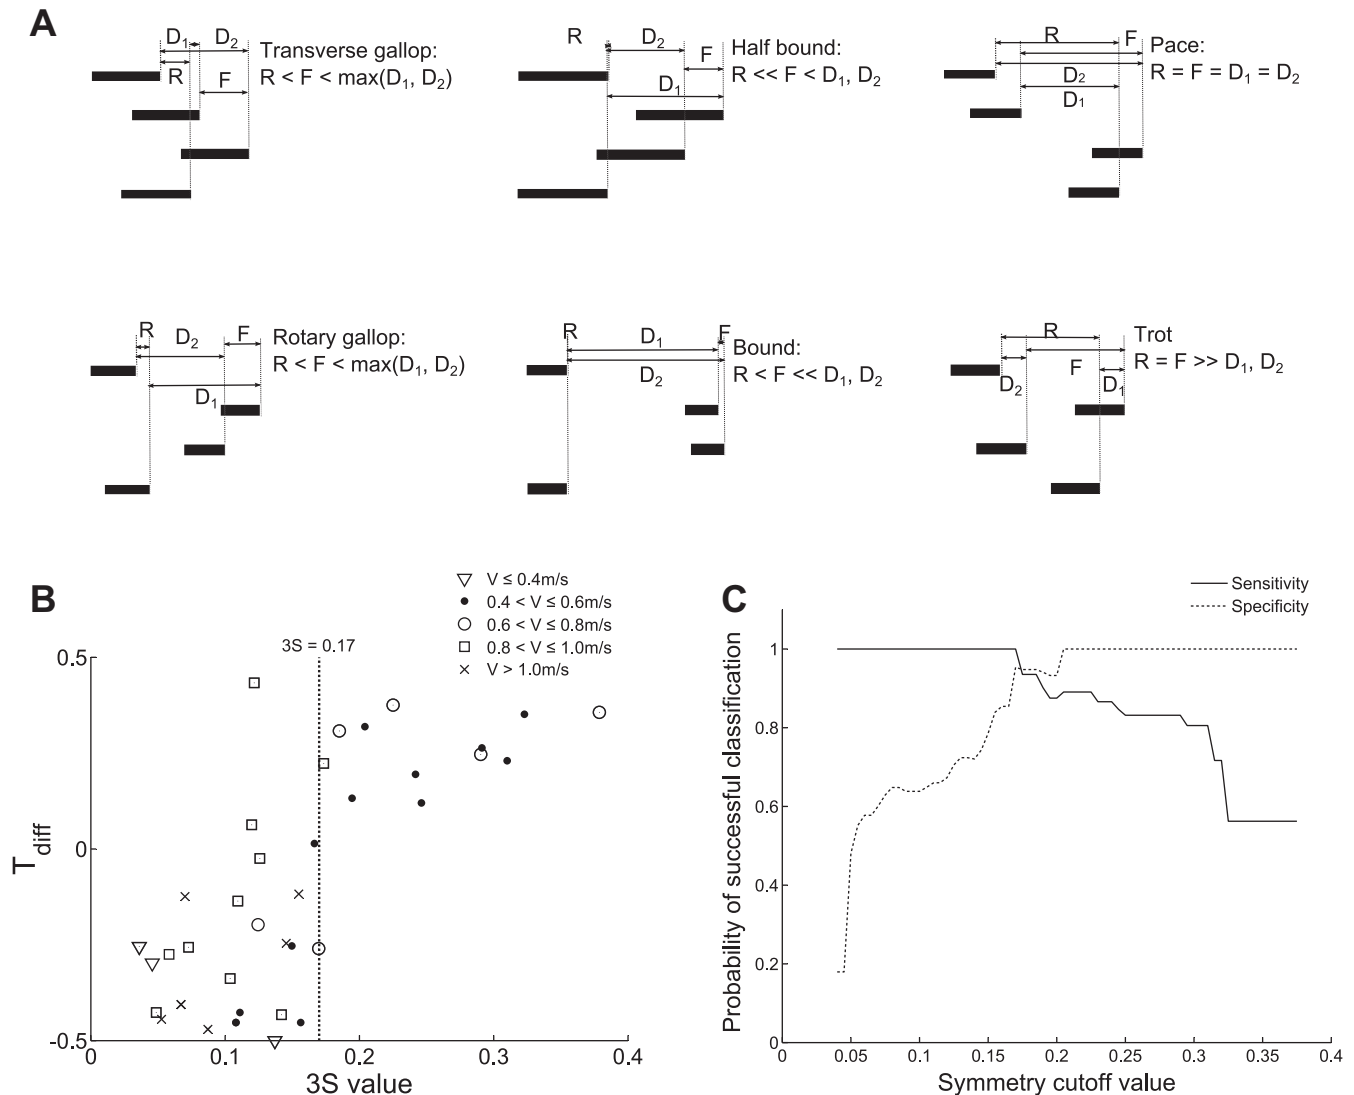 A
D1 D2
R F
Transverse gallop:
R < F < max(D1, D2)
R D2
F
D1
Half bound:
R << F < D1, D2
R
F
D2
D1
Pace:
R = F = D1 = D2
R
D2
F
D1
Rotary gallop:
R < F < max(D1, D2)
R D1 F
D2
Bound:
R < F << D1, D2
R
F
D2 D1
Trot
R = F >> D1, D2
B
V ≤ 0.4m/s
0.4 < V ≤ 0.6m/s
0.6 < V ≤ 0.8m/s
0.8 < V ≤ 1.0m/s
V > 1.0m/s
3S = 0.17
0.5
0
-0.5
Tdiff
0 0.1 0.2 0.3 0.4
3S value
C
Sensitivity
Specificity
1
0.8
0.6
0.4
0.2
0
Probability of successful classification
0 0.05 0.1 0.15 0.2 0.25 0.3 0.35 0.4
Symmetry cutoff value